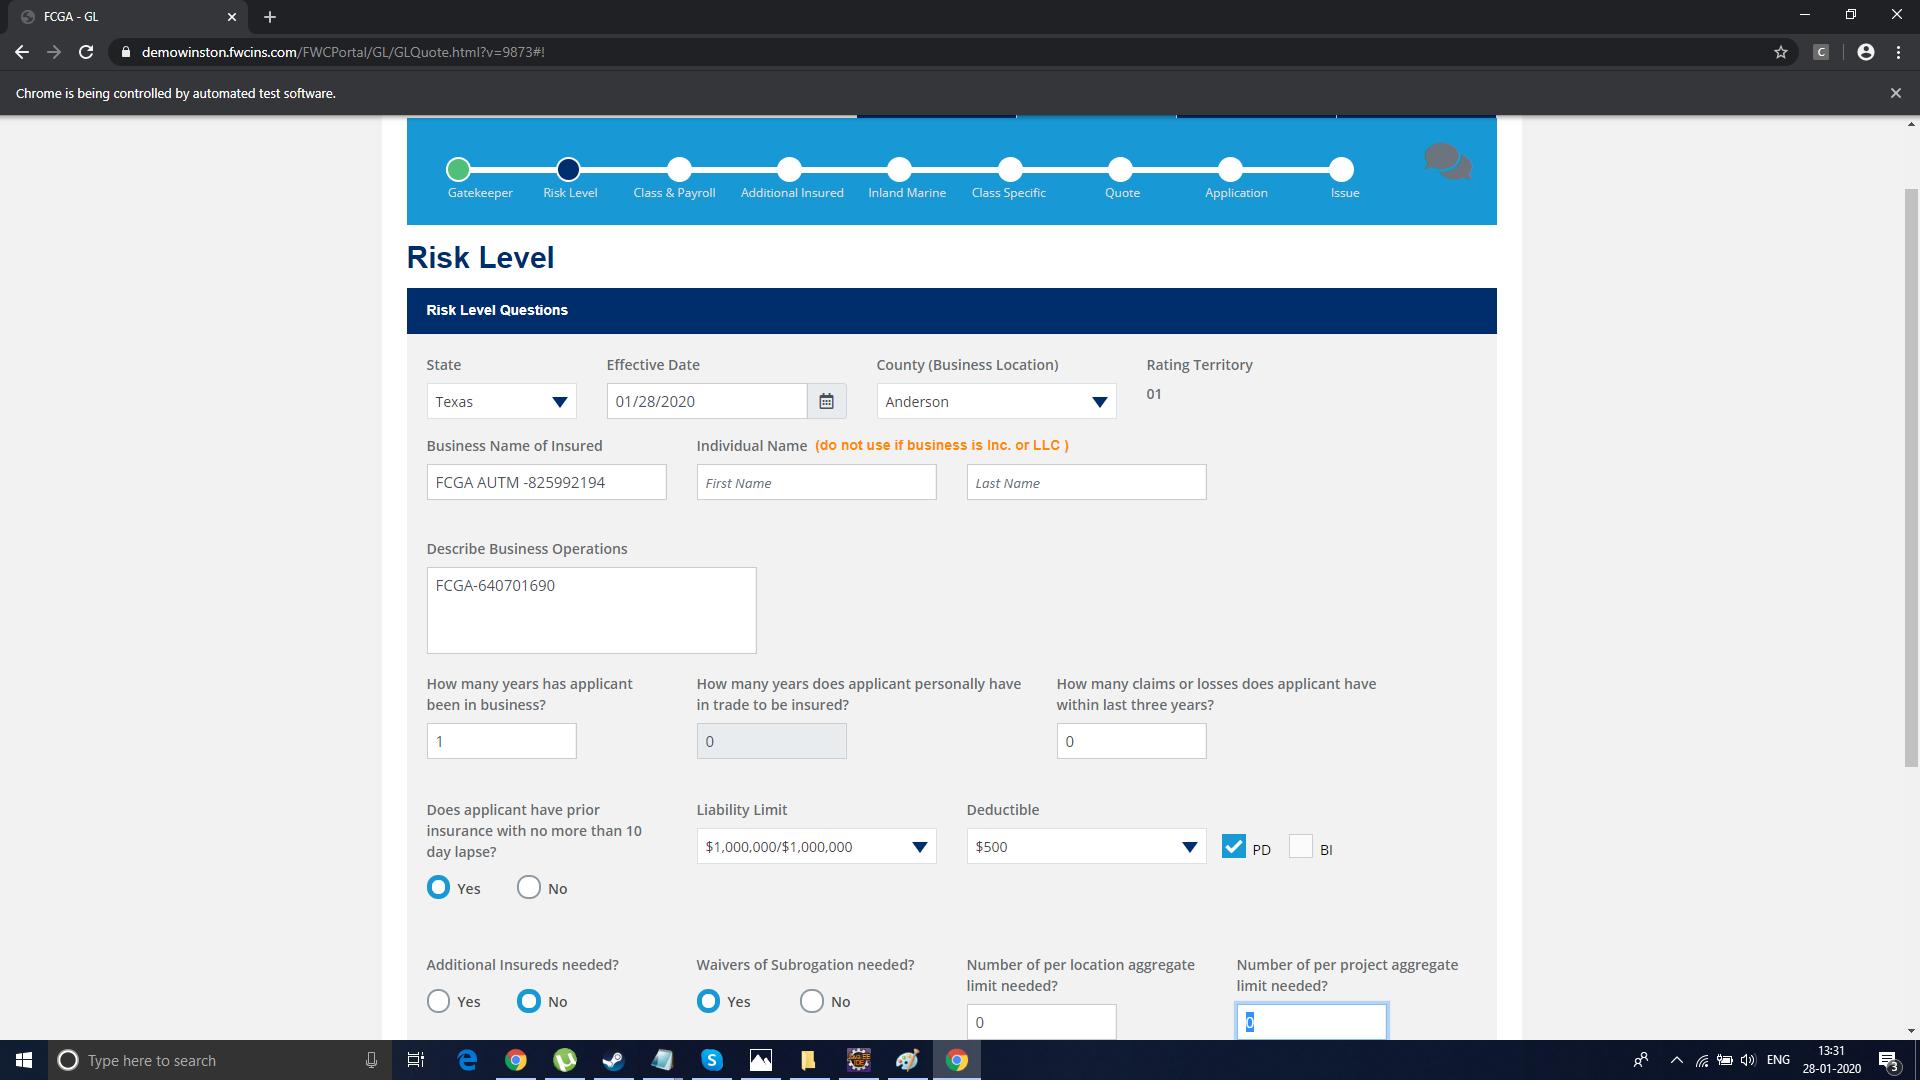 FCGA - GL
demowinston.fwcins.com/FWCPortal/GL/GLQuote.html?v=9873#!
C
Chrome is being controlled by automated test software.
Gatekeeper
Risk Level
Class & Payroll
Additional Insured
Inland Marine
Class Specific
Quote
Application
Issue
Risk Level
Risk Level Questions
State
Effective Date
County (Business Location)
Rating Territory
Texas
01/28/2020
Anderson
01
Business Name of Insured
Individual Name (do not use if business is Inc. or LLC )
FCGA AUTM -825992194
First Name
Last Name
Describe Business Operations
FCGA-640701690
How many years has applicant
been in business?
How many years does applicant personally have
in trade to be insured?
How many claims or losses does applicant have
within last three years?
1
0
0
Does applicant have prior
insurance with no more than 10
day lapse?
Yes
No
Liability Limit
$1,000,000/$1,000,000
Deductible
$500
PD
BI
Additional Insureds needed?
Yes
No
Waivers of Subrogation needed?
Yes
No
Number of per location aggregate
limit needed?
0
Number of per project aggregate
limit needed?
0
Type here to search
ENG
13:31
28-01-2020
3